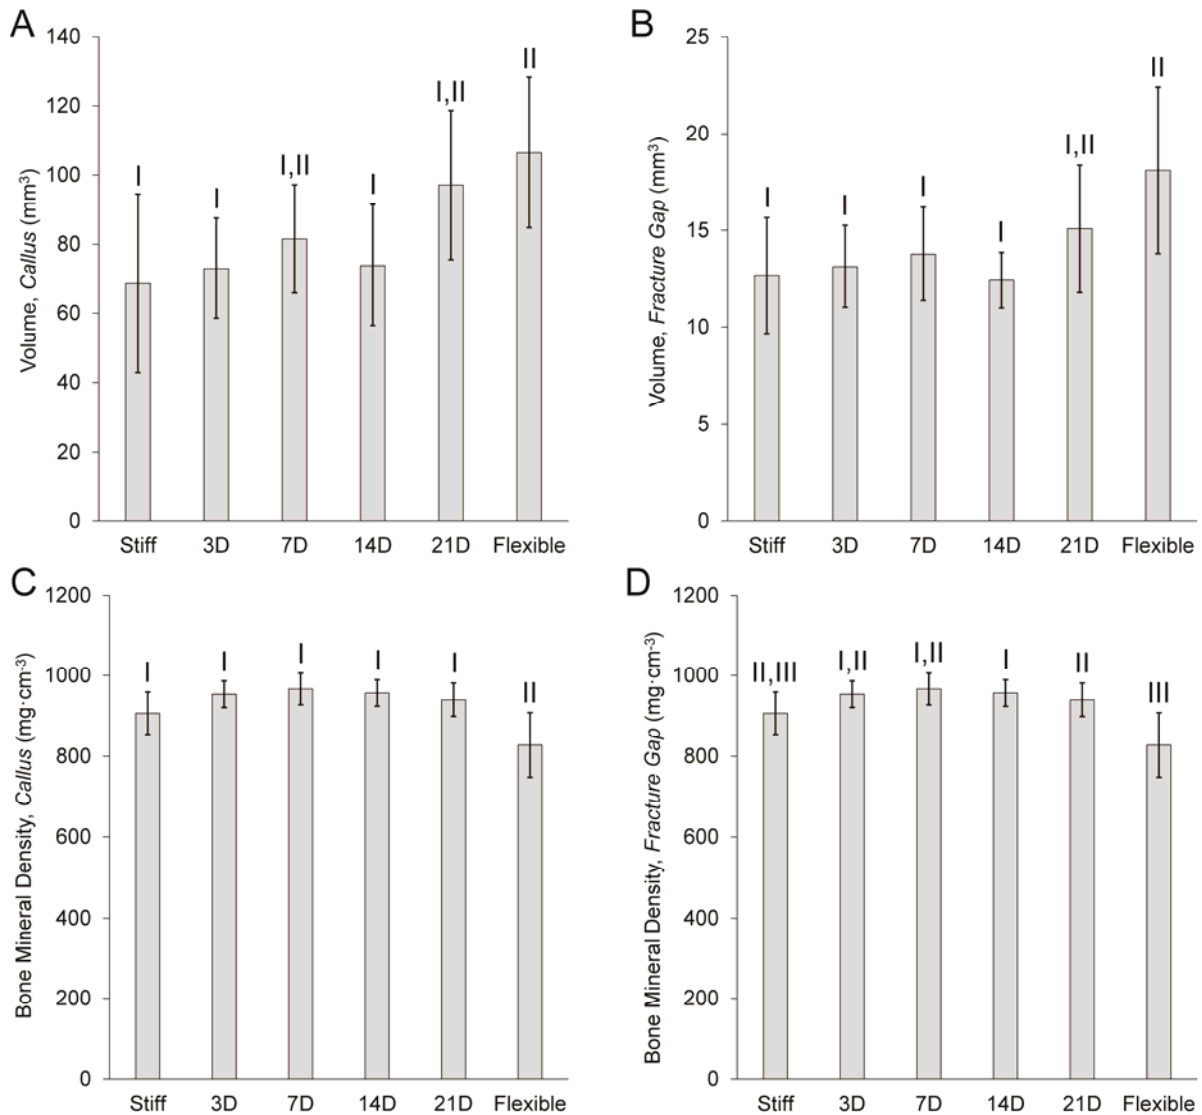 A
B
Volume, Callus (mm³)
140
120
100
80
60
40
20
0
I
I
I,II
I
I,II
II
Stiff
3D
7D
14D
21D
Flexible
Volume, Fracture Gap (mm³)
25
20
15
10
5
0
I
I
I
I
I,II
II
Stiff
3D
7D
14D
21D
Flexible
C
D
Bone Mineral Density, Callus (mg·cm⁻³)
1200
1000
800
600
400
200
0
I
I
I
I
I
II
Stiff
3D
7D
14D
21D
Flexible
Bone Mineral Density, Fracture Gap (mg·cm⁻³)
1200
1000
800
600
400
200
0
II,III
I,II
I,II
I
II
III
Stiff
3D
7D
14D
21D
Flexible